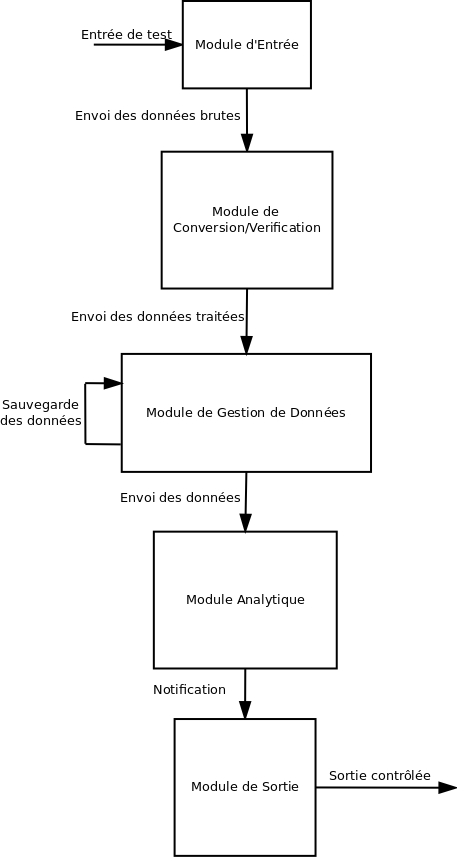 Entrée de test
Module d'Entrée
Envoi des données brutes
Module de
Conversion/Verification
Envoi des données traitées
Sauvegarde
des données
Module de Gestion de Données
Envoi des données
Module Analytique
Notification
Module de Sortie
Sortie contrôlée